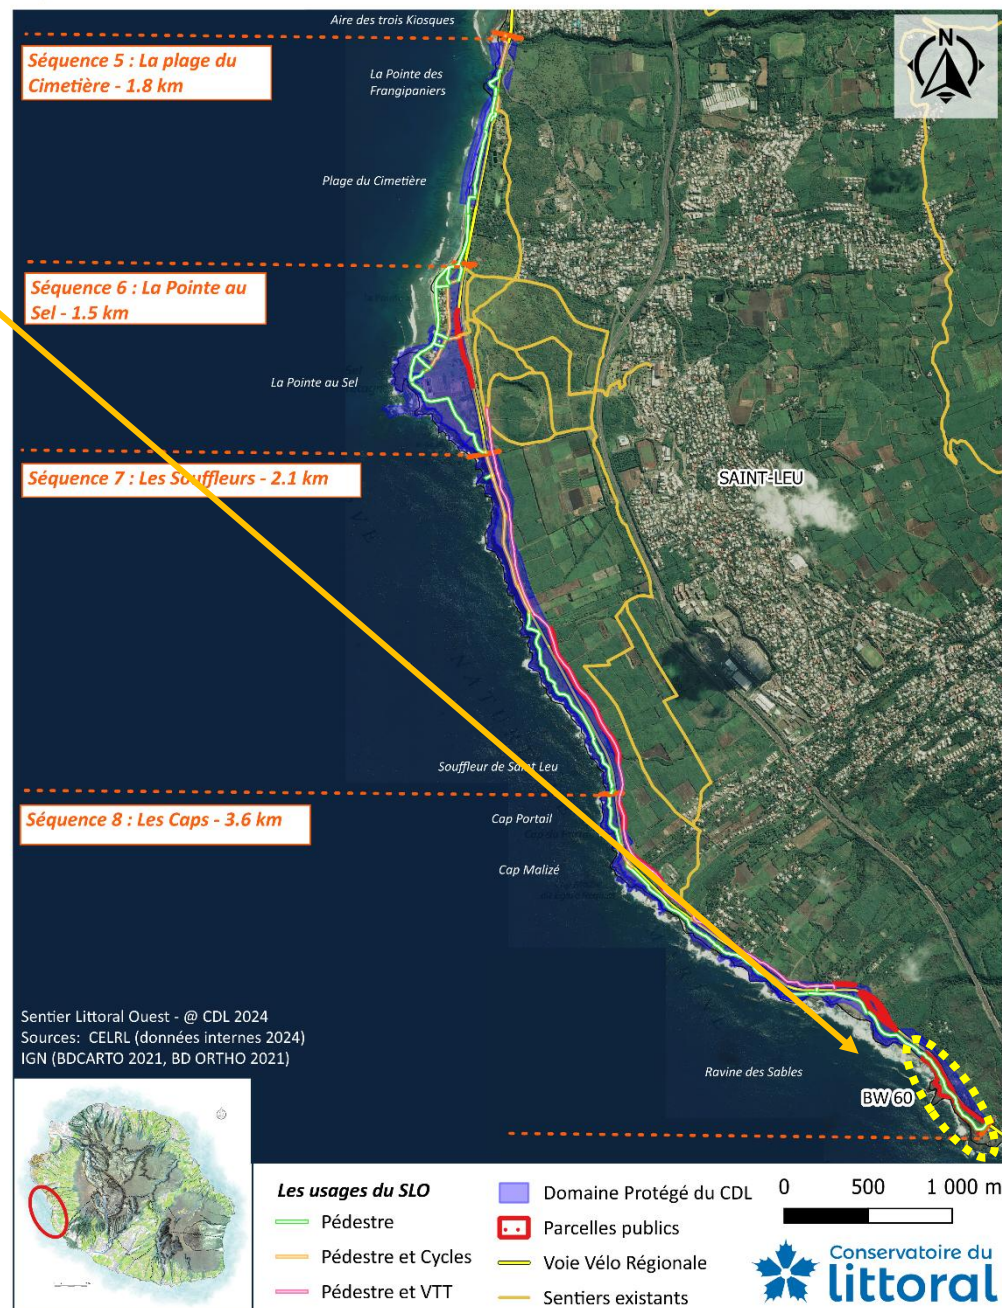 Aire des trois Kiosques
N
Séquence 5 : La plage du
Cimetière - 1.8 km
La Pointe des
Frangipaniers
Plage du Cimetière
Séquence 6 : La Pointe au
Sel - 1.5 km
La Pointe au Sel
Séquence 7 : Les Souffleurs - 2.1 km
SAINT-LEU
Souffleur de Saint Leu
Séquence 8 : Les Caps - 3.6 km
Cap Portail
Cap Malizé
Sentier Littoral Ouest - @ CDL 2024
Sources: CELRL (données internes 2024)
IGN (BDCARTO 2021, BD ORTHO 2021)
Ravine des Sables
BW 60
Les usages du SLO
Pédestre
Pédestre et Cycles
Pédestre et VTT
Domaine Protégé du CDL
Parcelles publics
Voie Vélo Régionale
Sentiers existants
0 500 1 000 m
Conservatoire du
littoral